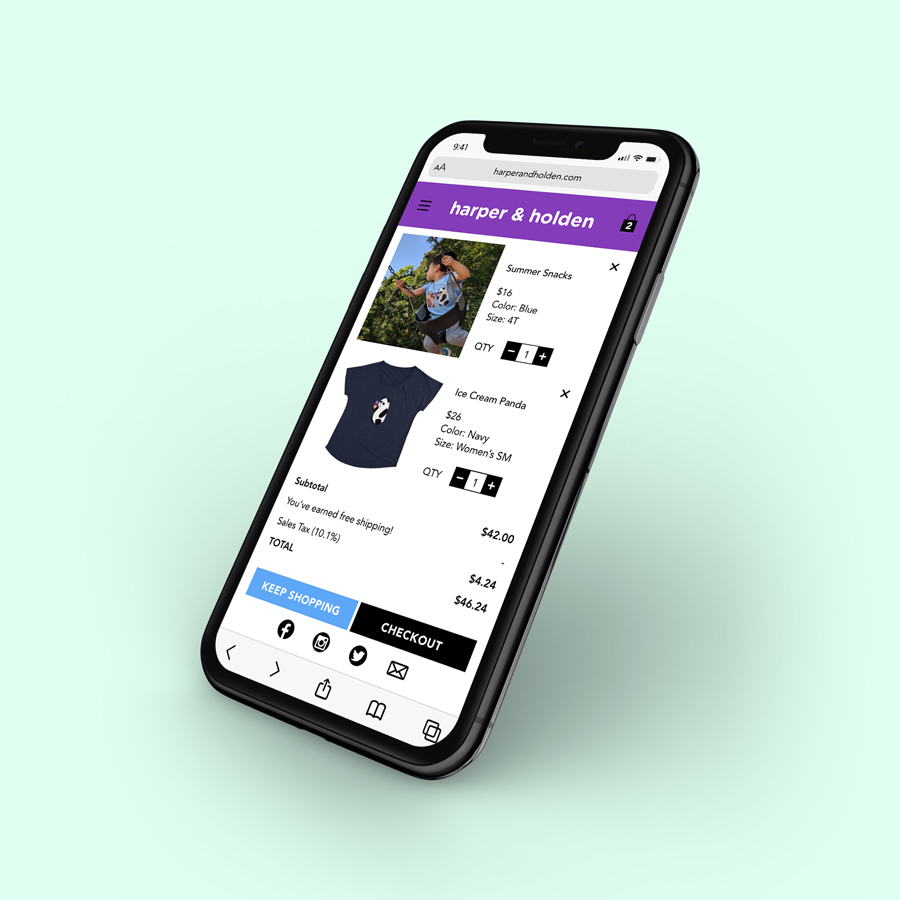 9:41
AA
harperandholden.com
harper & holden
2
Summer Snacks
$16
Color: Blue
Size: 4T
QTY - 1 +
Ice Cream Panda
$26
Color: Navy
Size: Women's SM
QTY - 1 +
Subtotal $42.00
You've earned free shipping! -
Sales Tax (10.1%) $4.24
TOTAL $46.24
KEEP SHOPPING
CHECKOUT